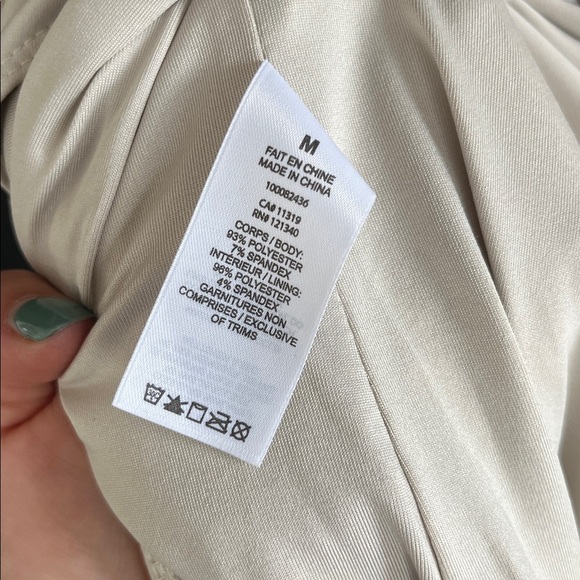 M
FAIT EN CHINE
MADE IN CHINA
100082436
CA# 11319
RN# 121340
CORPS / BODY:
93% POLYESTER
7% SPANDEX
INTÉRIEUR / LINING:
96% POLYESTER
4% SPANDEX
GARNITURES NON
COMPRISES / EXCLUSIVE
OF TRIMS